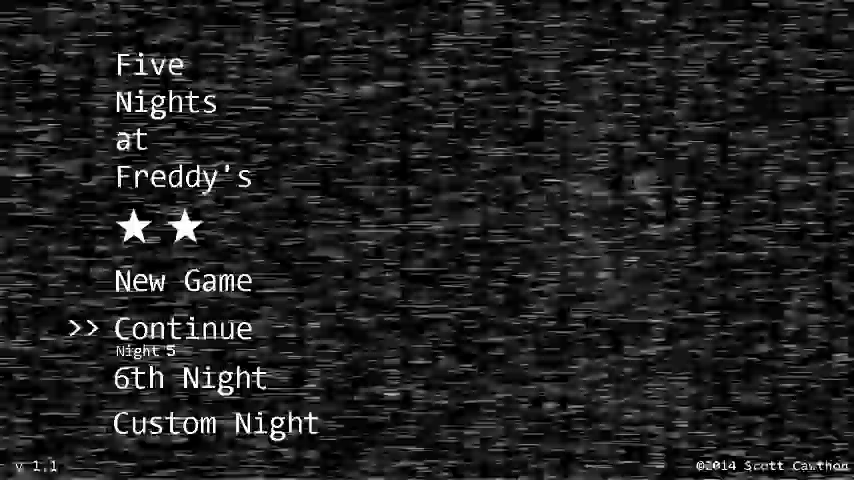 Five
Nights
at
Freddy's
New Game
>> Continue
Night 5
6th Night
Custom Night
v 1.1
©2014 Scott Cawthon